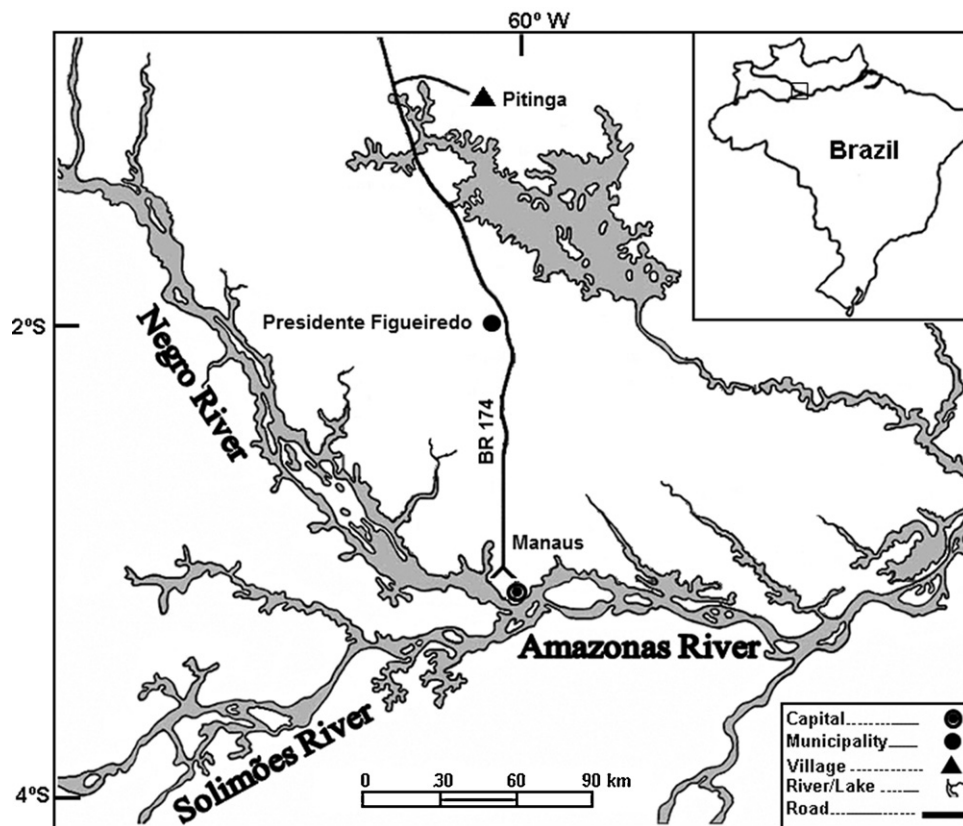 60º W
Pitinga
Brazil
2ºS
Presidente Figueiredo
Negro River
BR 174
Manaus
Amazonas River
Solimões River
4ºS
0 30 60 90 km
Capital
Municipality
Village
River/Lake
Road